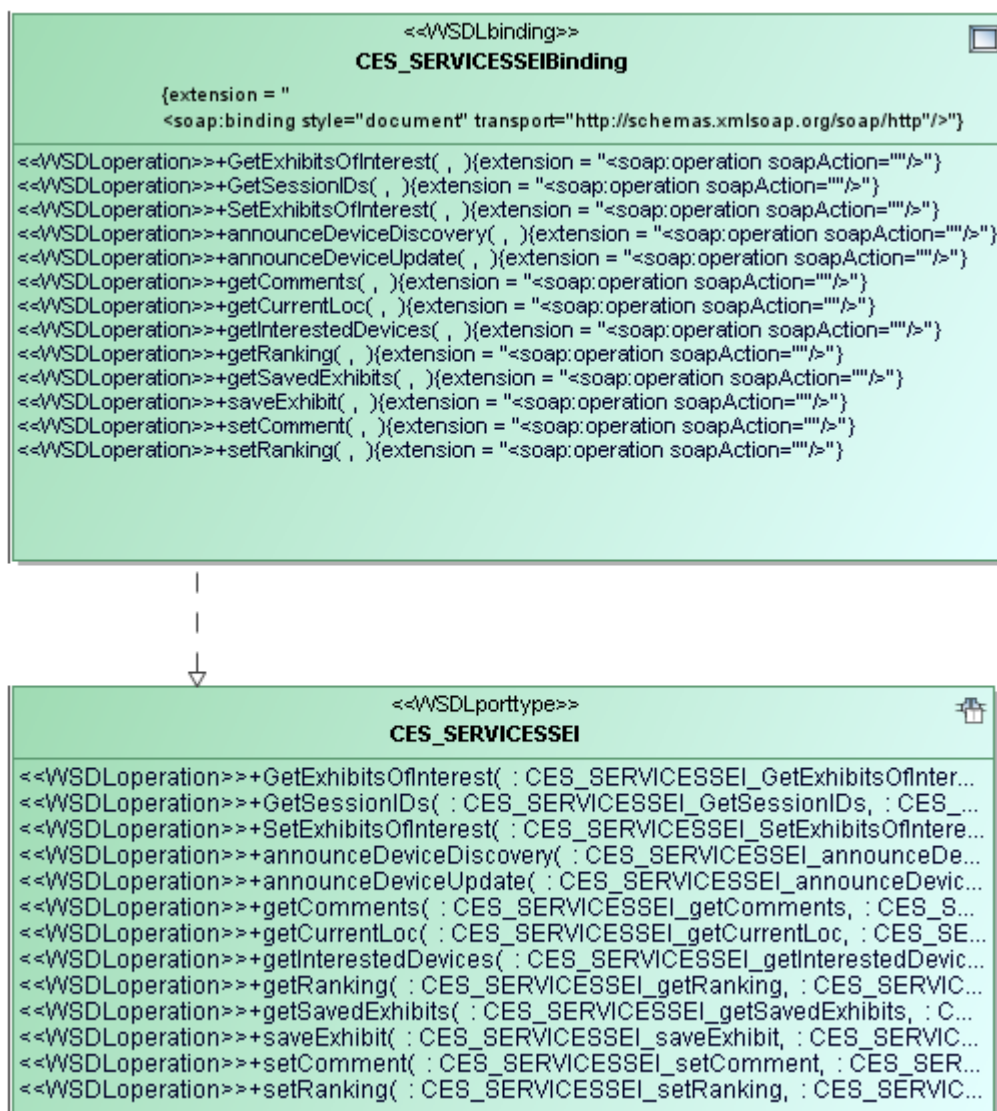 <<WSDLbinding>>
CES_SERVICESSEIBinding
{extension = "
<soap:binding style="document" transport="http://schemas.xmlsoap.org/soap/http"/>"}
<<WSDLoperation>>+GetExhibitsOfInterest( , ){extension = "<soap:operation soapAction=""/>"}
<<WSDLoperation>>+GetSessionIDs( , ){extension = "<soap:operation soapAction=""/>"}
<<WSDLoperation>>+SetExhibitsOfInterest( , ){extension = "<soap:operation soapAction=""/>"}
<<WSDLoperation>>+announceDeviceDiscovery( , ){extension = "<soap:operation soapAction=""/>"}
<<WSDLoperation>>+announceDeviceUpdate( , ){extension = "<soap:operation soapAction=""/>"}
<<WSDLoperation>>+getComments( , ){extension = "<soap:operation soapAction=""/>"}
<<WSDLoperation>>+getCurrentLoc( , ){extension = "<soap:operation soapAction=""/>"}
<<WSDLoperation>>+getInterestedDevices( , ){extension = "<soap:operation soapAction=""/>"}
<<WSDLoperation>>+getRanking( , ){extension = "<soap:operation soapAction=""/>"}
<<WSDLoperation>>+getSavedExhibits( , ){extension = "<soap:operation soapAction=""/>"}
<<WSDLoperation>>+saveExhibit( , ){extension = "<soap:operation soapAction=""/>"}
<<WSDLoperation>>+setComment( , ){extension = "<soap:operation soapAction=""/>"}
<<WSDLoperation>>+setRanking( , ){extension = "<soap:operation soapAction=""/>"}
<<WSDLporttype>>
CES_SERVICESSEI
<<WSDLoperation>>+GetExhibitsOfInterest( : CES_SERVICESSEI_GetExhibitsOfInter...
<<WSDLoperation>>+GetSessionIDs( : CES_SERVICESSEI_GetSessionIDs, : CES_...
<<WSDLoperation>>+SetExhibitsOfInterest( : CES_SERVICESSEI_SetExhibitsOfIntere...
<<WSDLoperation>>+announceDeviceDiscovery( : CES_SERVICESSEI_announceDe...
<<WSDLoperation>>+announceDeviceUpdate( : CES_SERVICESSEI_announceDevic...
<<WSDLoperation>>+getComments( : CES_SERVICESSEI_getComments, : CES_S...
<<WSDLoperation>>+getCurrentLoc( : CES_SERVICESSEI_getCurrentLoc, : CES_SE...
<<WSDLoperation>>+getInterestedDevices( : CES_SERVICESSEI_getInterestedDevic...
<<WSDLoperation>>+getRanking( : CES_SERVICESSEI_getRanking, : CES_SERVIC...
<<WSDLoperation>>+getSavedExhibits( : CES_SERVICESSEI_getSavedExhibits, : C...
<<WSDLoperation>>+saveExhibit( : CES_SERVICESSEI_saveExhibit, : CES_SERVIC...
<<WSDLoperation>>+setComment( : CES_SERVICESSEI_setComment, : CES_SER...
<<WSDLoperation>>+setRanking( : CES_SERVICESSEI_setRanking, : CES_SERVIC...